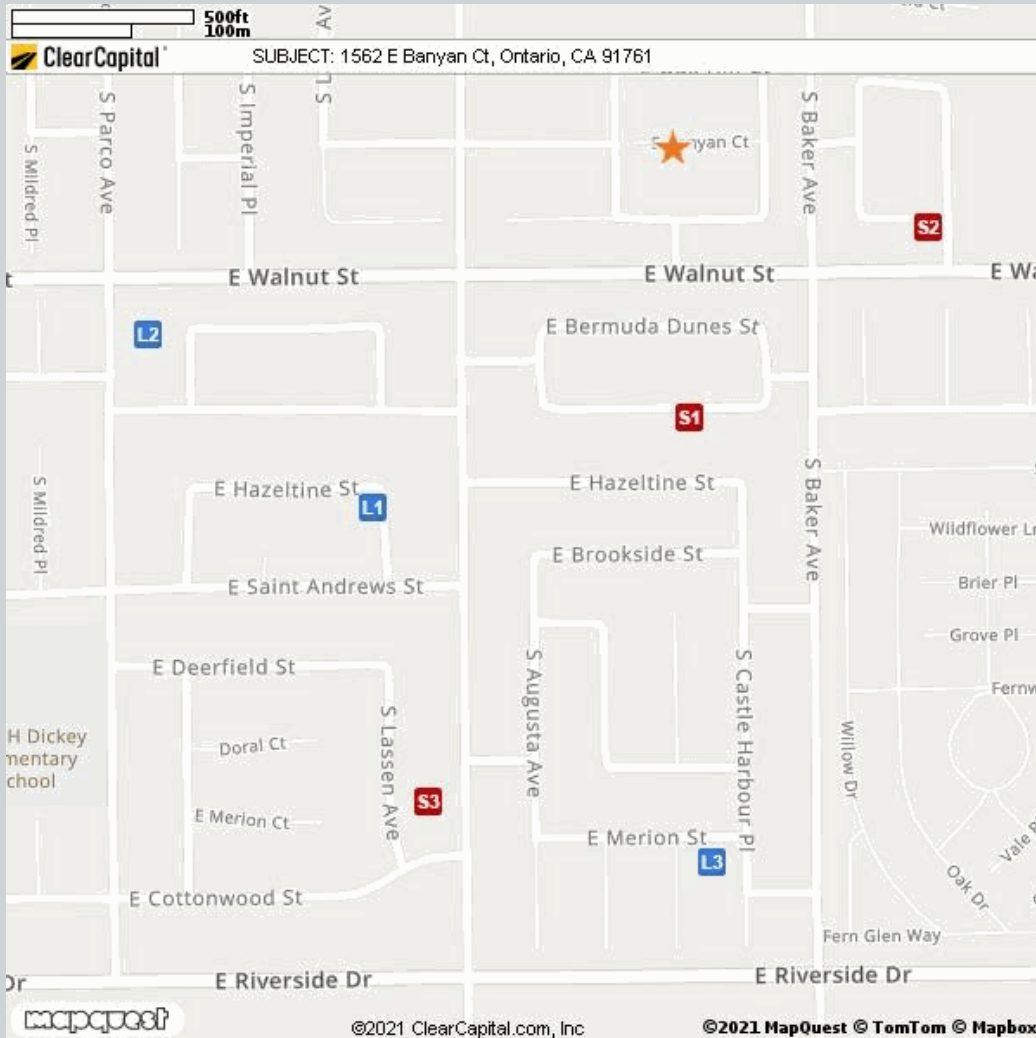 500ft
100m
ClearCapital
SUBJECT: 1562 E Banyan Ct, Ontario, CA 91761
S Parco Ave
S Imperial Pl
S Mildred Pl
S Baker Ave
S2
E Walnut St
E Walnut St
L2
E Bermuda Dunes St
S1
S Mildred Pl
E Hazeltine St
L1
E Hazeltine St
S Baker Ave
Wildflower Ln
E Brookside St
E Saint Andrews St
Brier Pl
Grove Pl
E Deerfield St
S Lassen Ave
S Augusta Ave
S Castle Harbour Pl
H Dickey
Doral Ct
Willow Dr
S3
E Merion Ct
E Merion St
L3
Oak Dr
E Cottonwood St
Fern Glen Way
E Riverside Dr
E Riverside Dr
mapquest
©2021 ClearCapital.com, Inc
©2021 MapQuest © TomTom © Mapbox